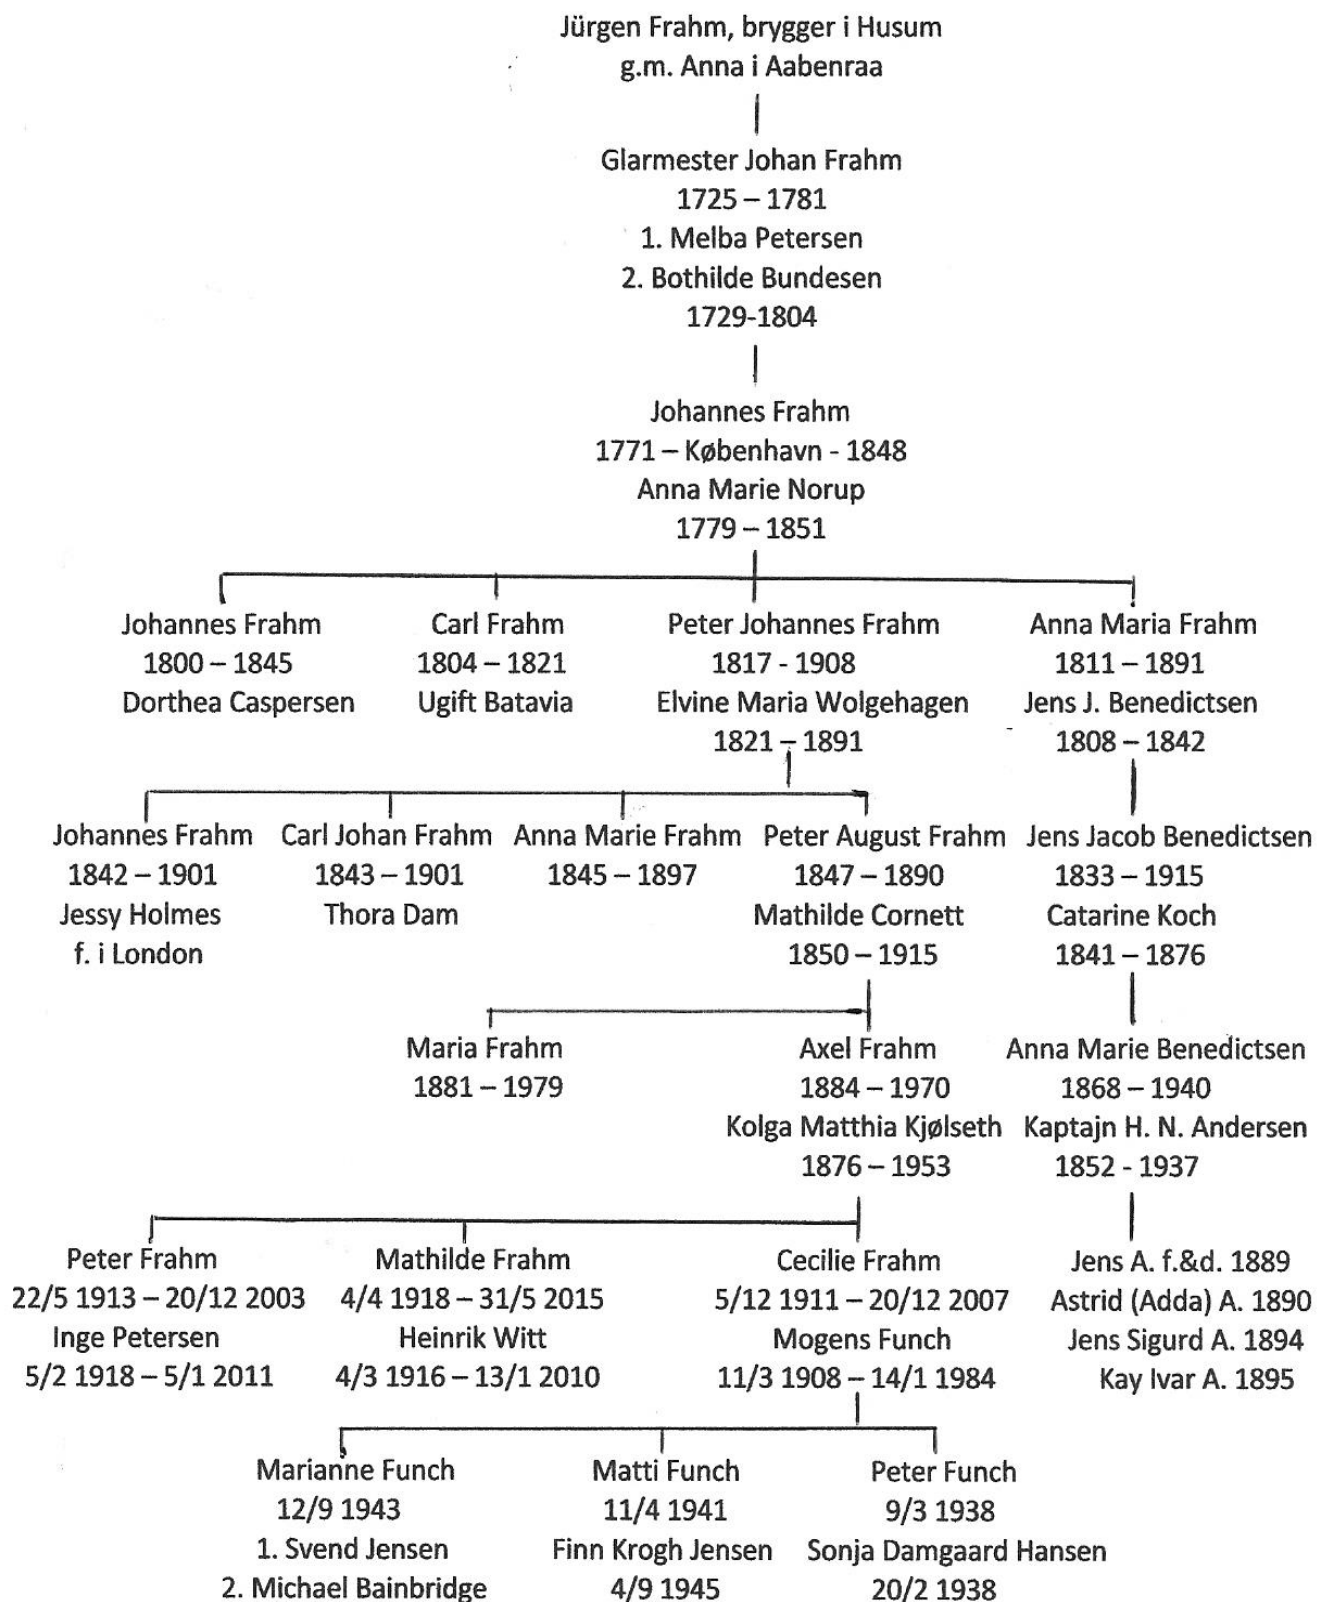 Jürgen Frahm, brygger i Husum
g.m. Anna i Aabenraa
Glarmester Johan Frahm
1725 – 1781
1. Melba Petersen
2. Bothilde Bundesen
1729-1804
Johannes Frahm
1771 – København - 1848
Anna Marie Norup
1779 – 1851
Johannes Frahm Carl Frahm Peter Johannes Frahm Anna Maria Frahm
1800 – 1845 1804 – 1821 1817 - 1908 1811 – 1891
Dorthea Caspersen Ugift Batavia Elvine Maria Wolgehagen Jens J. Benedictsen
1821 – 1891 1808 – 1842
Johannes Frahm Carl Johan Frahm Anna Marie Frahm Peter August Frahm Jens Jacob Benedictsen
1842 – 1901 1843 – 1901 1845 – 1897 1847 – 1890 1833 – 1915
Jessy Holmes Thora Dam Mathilde Cornett Catarine Koch
f. i London 1850 – 1915 1841 – 1876
Maria Frahm Axel Frahm Anna Marie Benedictsen
1881 – 1979 1884 – 1970 1868 – 1940
Kolga Matthia Kjølseth Kaptajn H. N. Andersen
1876 – 1953 1852 - 1937
Peter Frahm Mathilde Frahm Cecilie Frahm Jens A. f.&d. 1889
22/5 1913 – 20/12 2003 4/4 1918 – 31/5 2015 5/12 1911 – 20/12 2007 Astrid (Adda) A. 1890
Inge Petersen Heinrik Witt Mogens Funch Jens Sigurd A. 1894
5/2 1918 – 5/1 2011 4/3 1916 – 13/1 2010 11/3 1908 – 14/1 1984 Kay Ivar A. 1895
Marianne Funch Matti Funch Peter Funch
12/9 1943 11/4 1941 9/3 1938
1. Svend Jensen Finn Krogh Jensen Sonja Damgaard Hansen
2. Michael Bainbridge 4/9 1945 20/2 1938